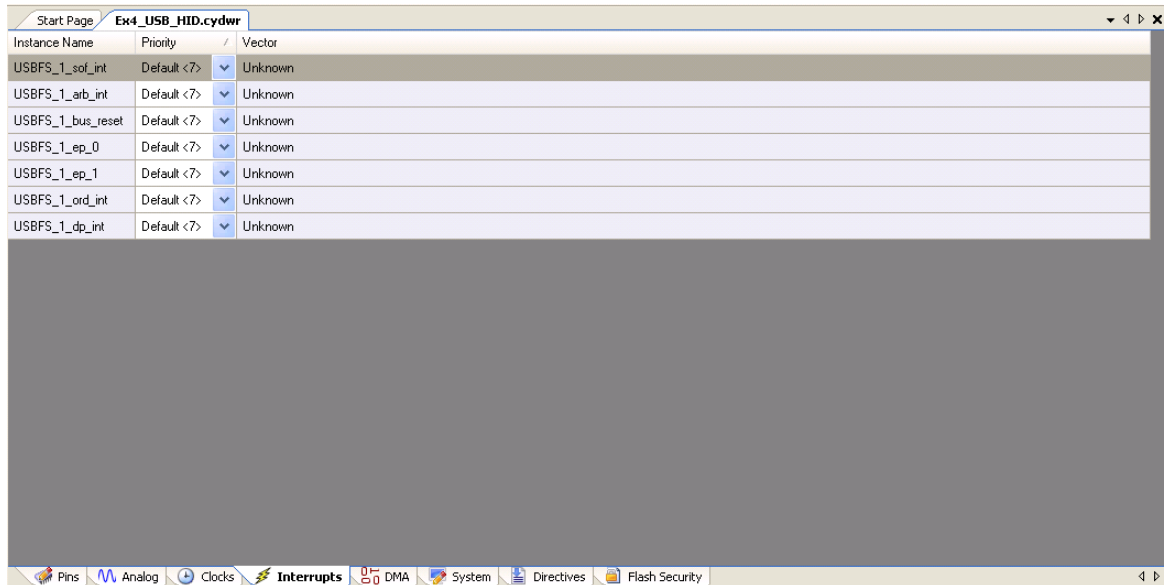 Start Page Ex4_USB_HID.cydwr
Instance Name Priority / Vector
USBFS_1_sof_int Default <7> Unknown
USBFS_1_arb_int Default <7> Unknown
USBFS_1_bus_reset Default <7> Unknown
USBFS_1_ep_0 Default <7> Unknown
USBFS_1_ep_1 Default <7> Unknown
USBFS_1_ord_int Default <7> Unknown
USBFS_1_dp_int Default <7> Unknown
Pins Analog Clocks Interrupts DMA System Directives Flash Security